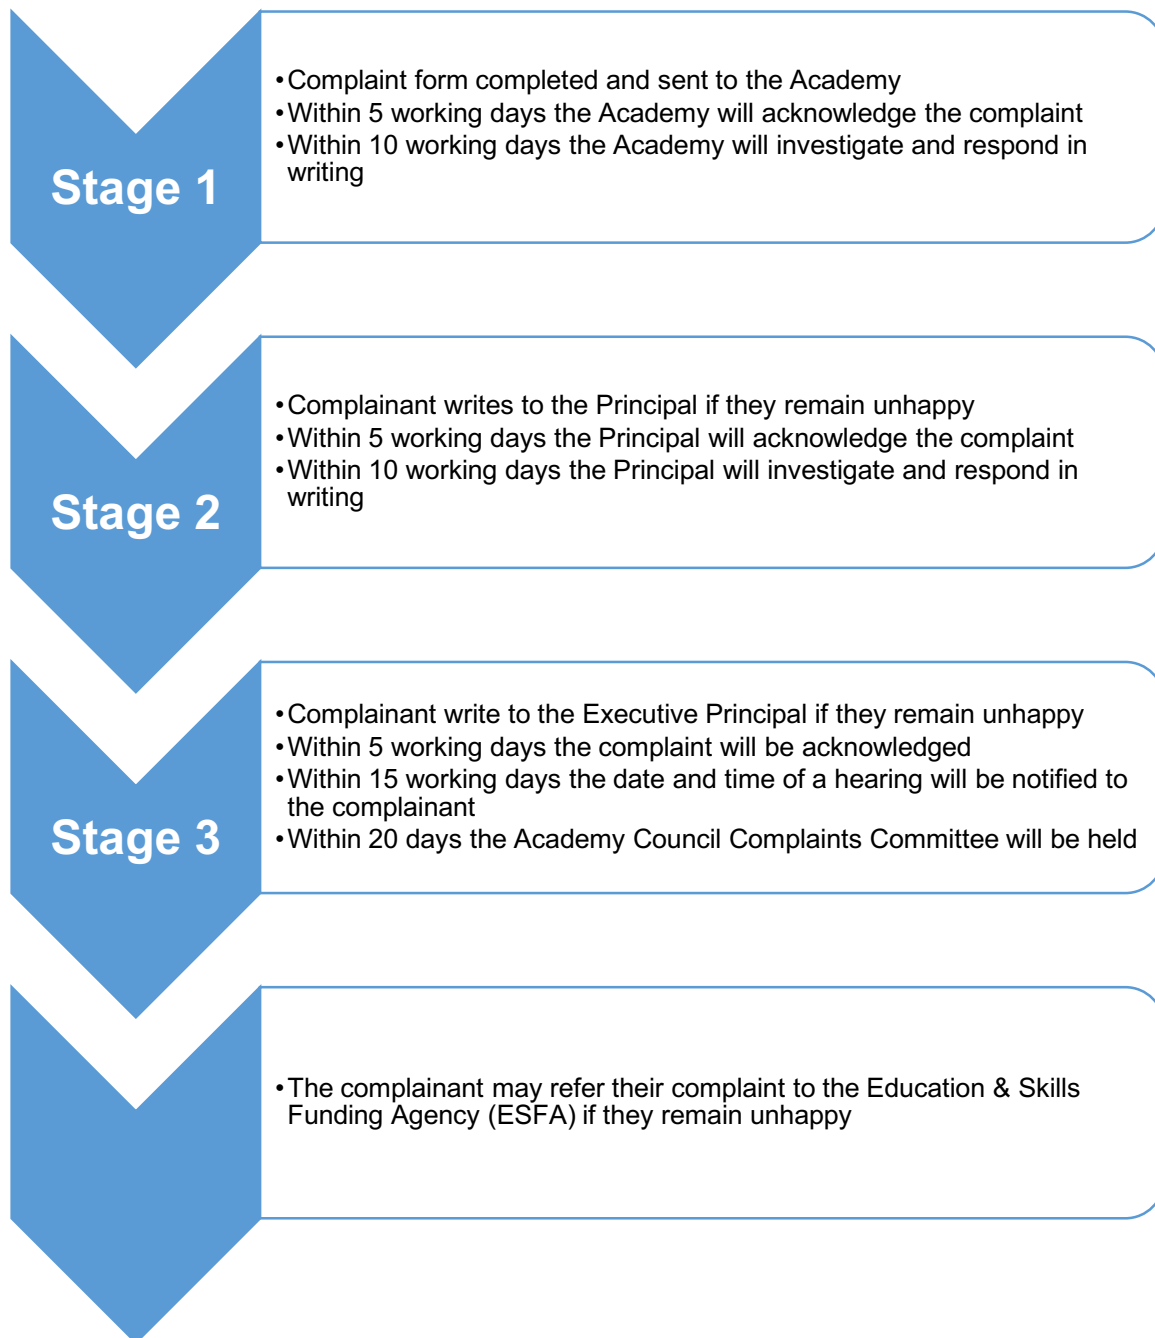 Stage 1
•Complaint form completed and sent to the Academy
•Within 5 working days the Academy will acknowledge the complaint
•Within 10 working days the Academy will investigate and respond in
writing
Stage 2
•Complainant writes to the Principal if they remain unhappy
•Within 5 working days the Principal will acknowledge the complaint
•Within 10 working days the Principal will investigate and respond in
writing
Stage 3
•Complainant write to the Executive Principal if they remain unhappy
•Within 5 working days the complaint will be acknowledged
•Within 15 working days the date and time of a hearing will be notified to
the complainant
•Within 20 days the Academy Council Complaints Committee will be held
•The complainant may refer their complaint to the Education & Skills
Funding Agency (ESFA) if they remain unhappy